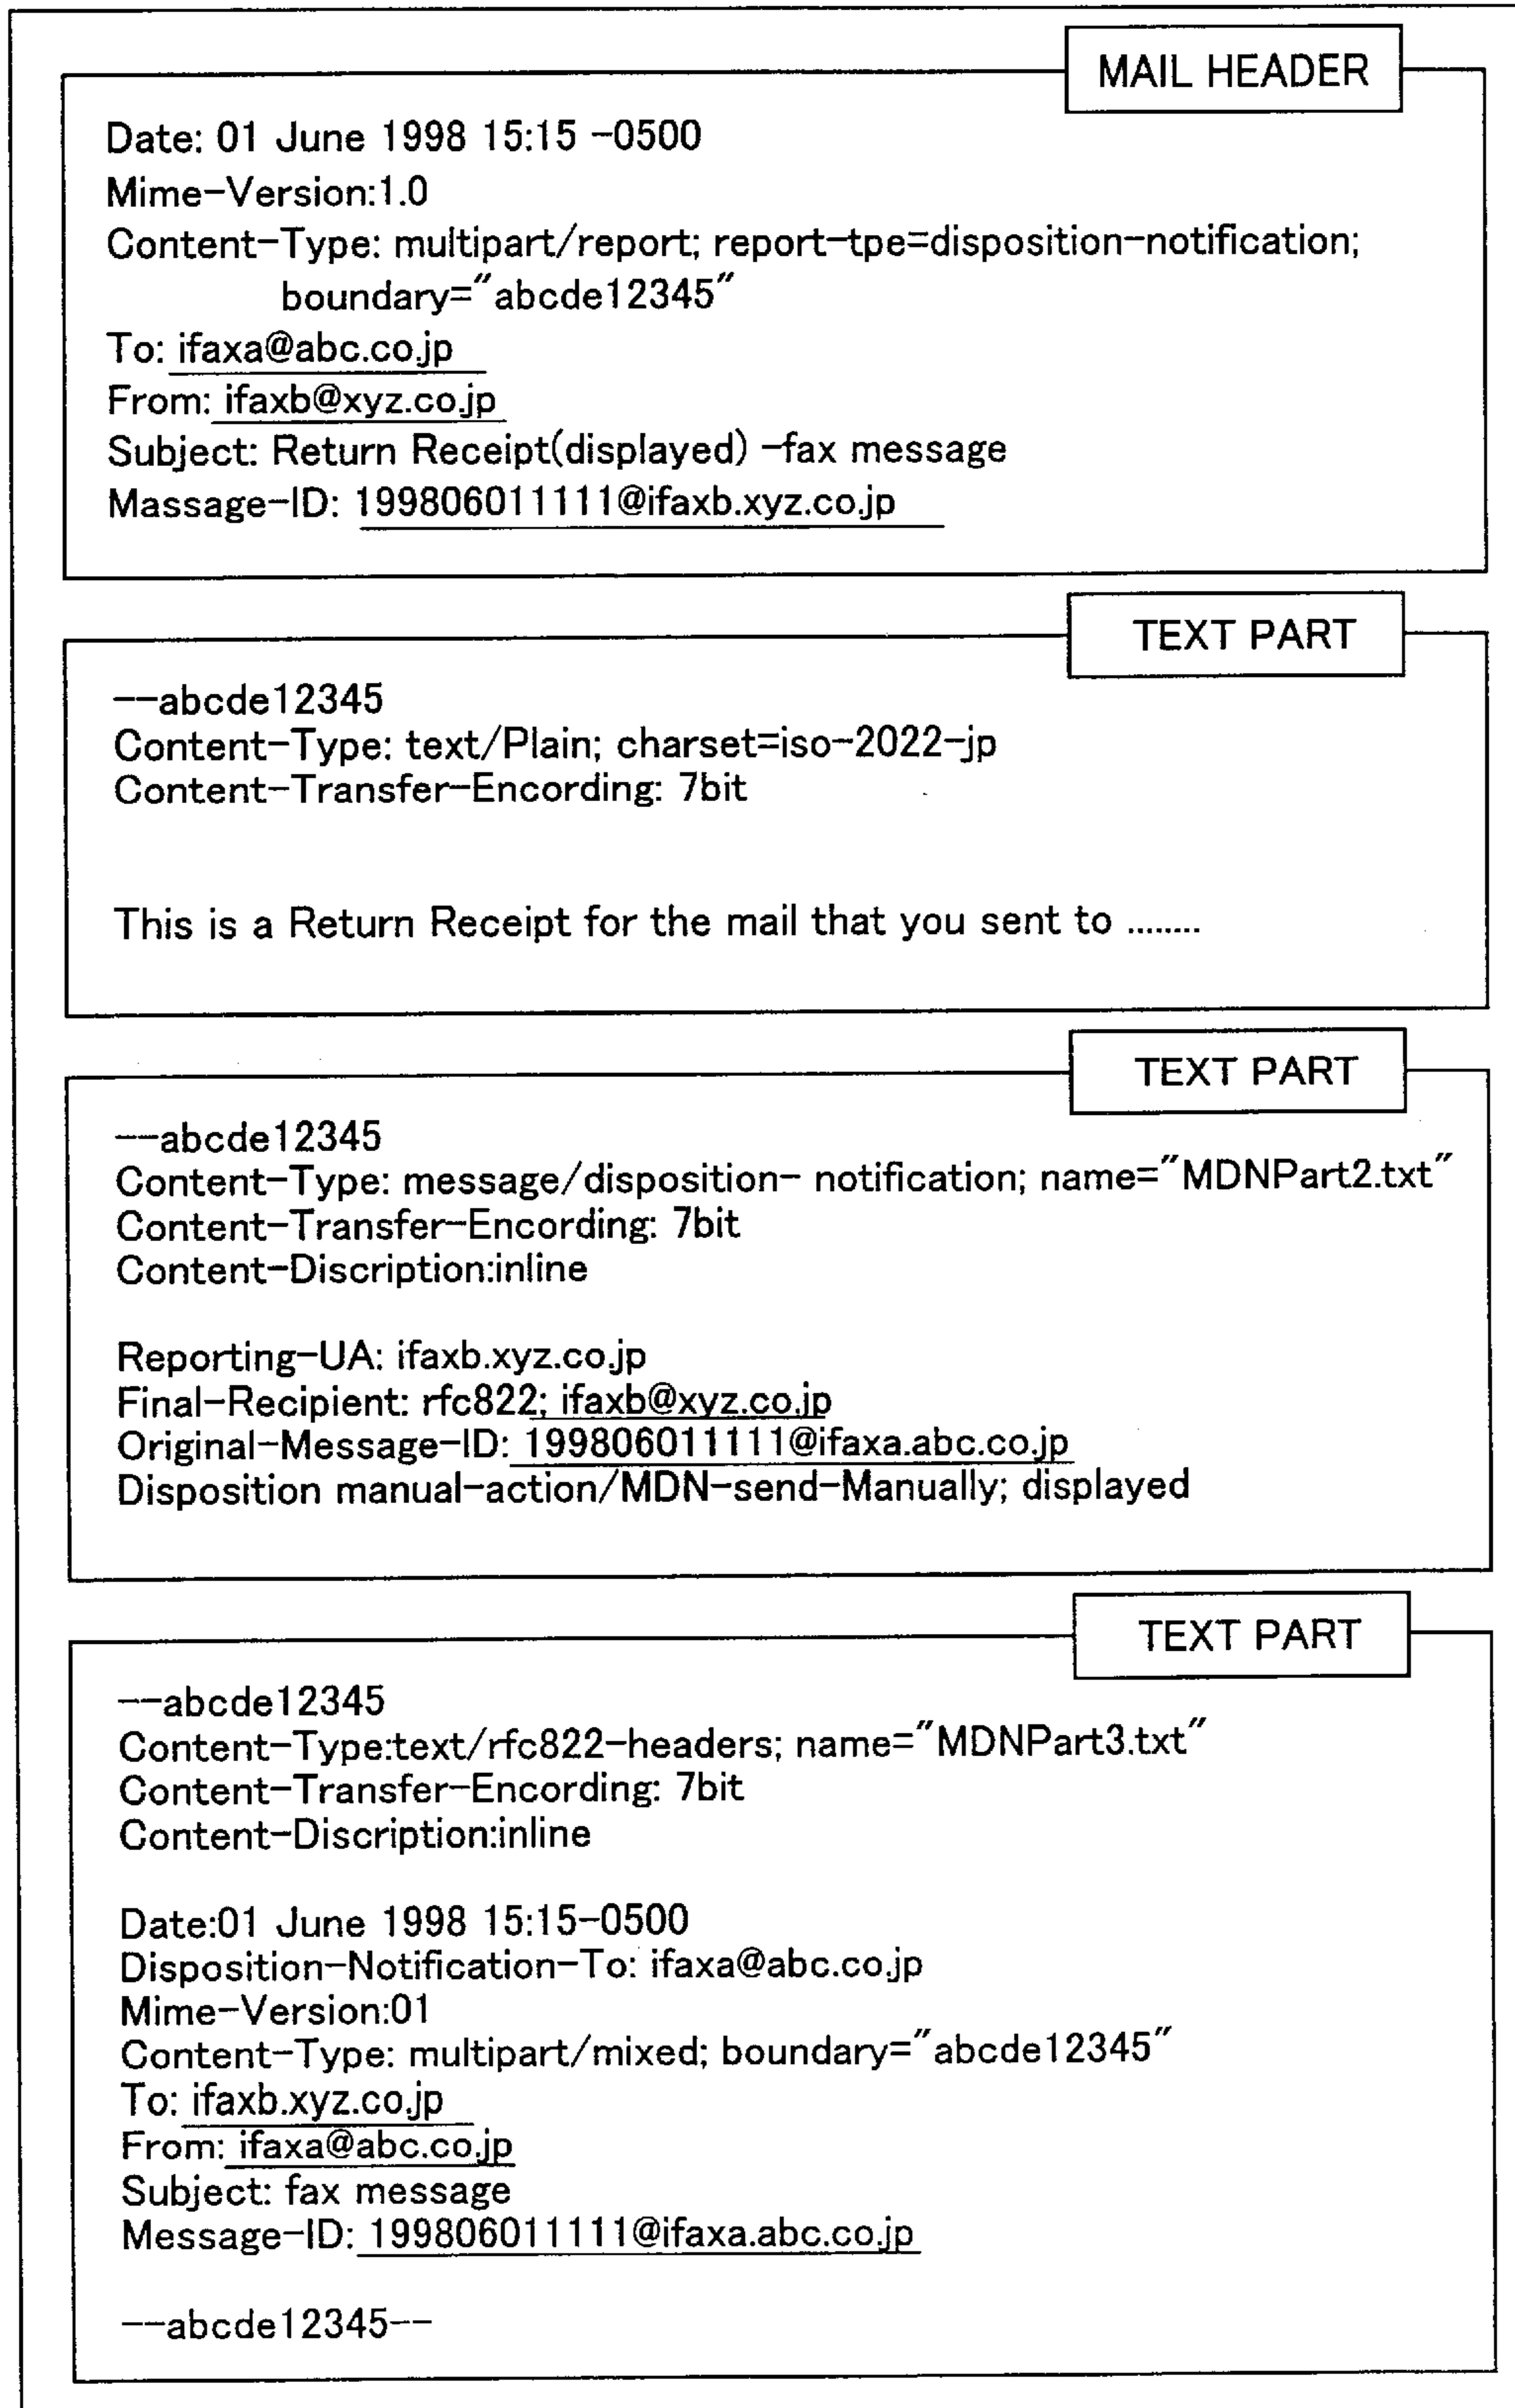 MAIL HEADER
Date: 01 June 1998 15:15 -0500
Mime-Version:1.0
Content-Type: multipart/report; report-tpe=disposition-notification;
boundary="abcde12345"
To: ifaxa@abc.co.jp
From: ifaxb@xyz.co.jp
Subject: Return Receipt(displayed) -fax message
Massage-ID: 199806011111@ifaxb.xyz.co.jp
TEXT PART
--abcde12345
Content-Type: text/Plain; charset=iso-2022-jp
Content-Transfer-Encording: 7bit
This is a Return Receipt for the mail that you sent to ........
TEXT PART
--abcde12345
Content-Type: message/disposition- notification; name="MDNPart2.txt"
Content-Transfer-Encording: 7bit
Content-Discription:inline
Reporting-UA: ifaxb.xyz.co.jp
Final-Recipient: rfc822; ifaxb@xyz.co.jp
Original-Message-ID: 199806011111@ifaxa.abc.co.jp
Disposition manual-action/MDN-send-Manually; displayed
TEXT PART
--abcde12345
Content-Type:text/rfc822-headers; name="MDNPart3.txt"
Content-Transfer-Encording: 7bit
Content-Discription:inline
Date:01 June 1998 15:15-0500
Disposition-Notification-To: ifaxa@abc.co.jp
Mime-Version:01
Content-Type: multipart/mixed; boundary="abcde12345"
To: ifaxb.xyz.co.jp
From: ifaxa@abc.co.jp
Subject: fax message
Message-ID: 199806011111@ifaxa.abc.co.jp
--abcde12345--